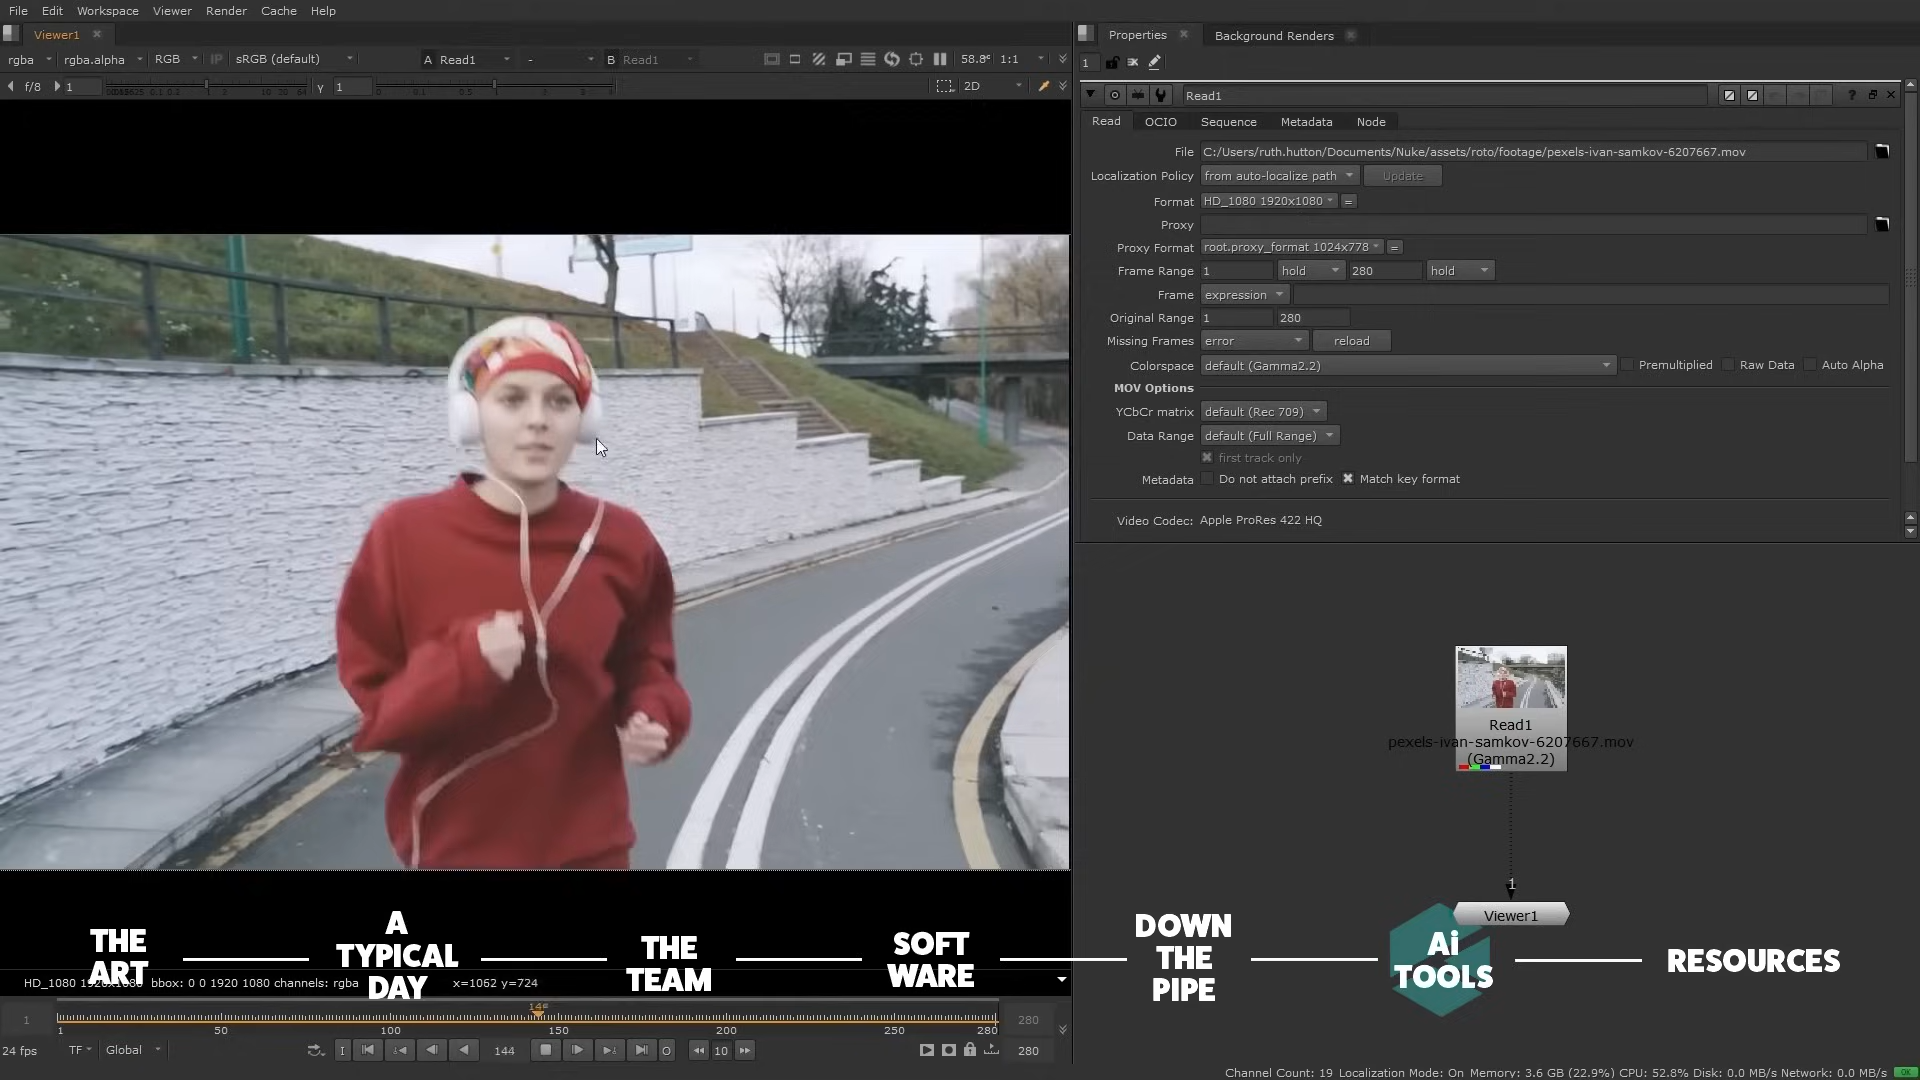 File Edit Workspace Viewer Render Cache Help
Viewer1
rgba rgba.alpha RGB IP sRGB (default) A Read1 - B Read1 1:1
f/8 1 γ 1 2D
HD_1080 bbox: 0 0 1920 1080 channels: rgba x=1062 y=724
1 1 50 100 150 200 250 280 280
24 fps TF Global I 144 O 10 280
Properties Background Renders
1
Read1
Read OCIO Sequence Metadata Node
File C:/Users/ruth.hutton/Documents/Nuke/assets/roto/footage/pexels-ivan-samkov-6207667.mov
Localization Policy from auto-localize path Update
Format HD_1080 1920x1080 =
Proxy
Proxy Format root.proxy_format 1024x778 =
Frame Range 1 hold 280 hold
Frame expression
Original Range 1 280
Missing Frames error reload
Colorspace default (Gamma2.2) Premultiplied Raw Data Auto Alpha
MOV Options
YCbCr matrix default (Rec 709)
Data Range default (Full Range)
first track only
Metadata Do not attach prefix Match key format
Video Codec: Apple ProRes 422 HQ
Read1
pexels-ivan-samkov-6207667.mov
(Gamma2.2)
1
Viewer1
THE
ART
A
TYPICAL
DAY
THE
TEAM
SOFT
WARE
DOWN
THE
PIPE
Ai
TOOLS
RESOURCES
Channel Count: 19 Localization Mode: On Memory: 3.6 GB (22.9%) CPU: 52.8% Disk: 0.0 MB/s Network: 0.0 MB/s OK